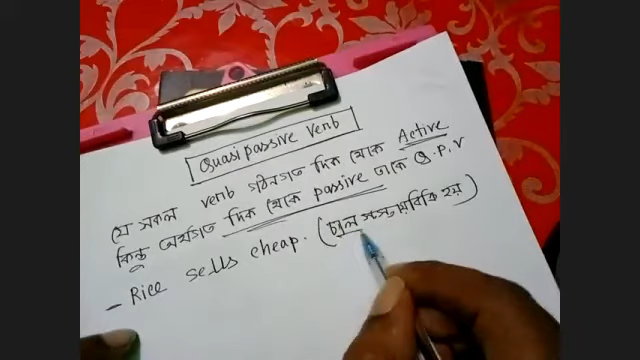 Quasi passive verb
যে সকল verb গঠনগত দিক থেকে Active
কিন্তু অর্থগত দিক থেকে passive তাকে Q.P.V
- Rice sells cheap. (চাল সস্তায় বিক্রি হয়)